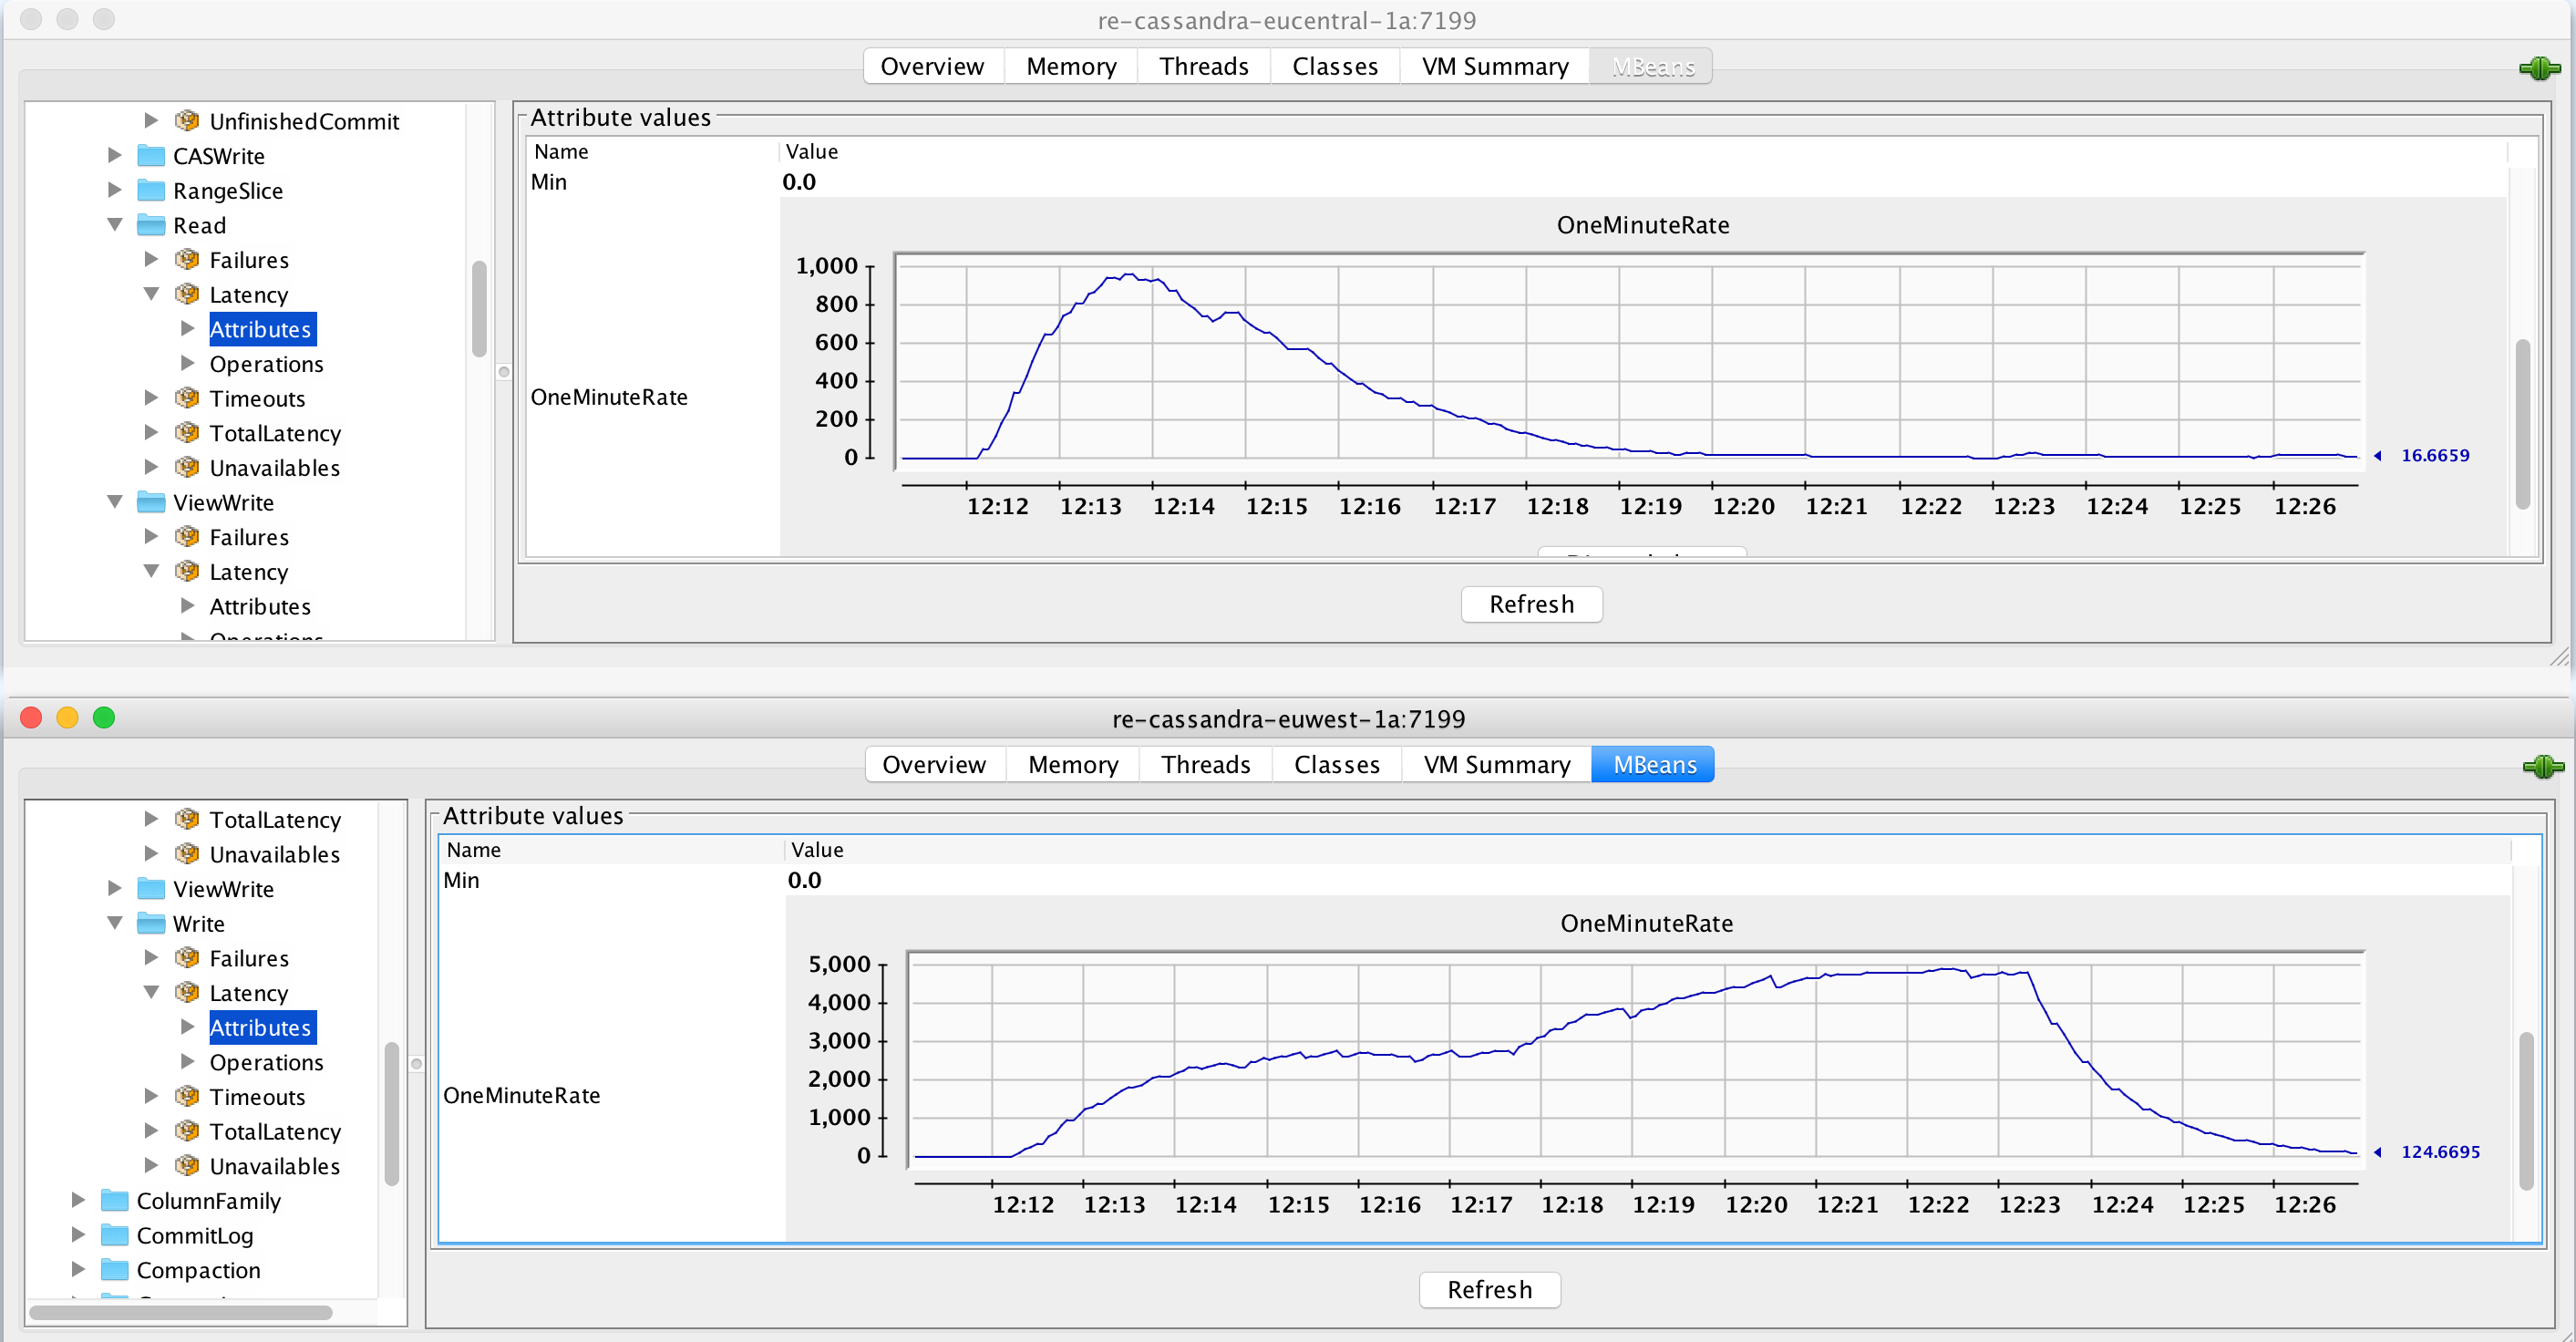 re-cassandra-eucentral-1a:7199
Overview Memory Threads Classes VM Summary MBeans
UnfinishedCommit
CASWrite
RangeSlice
Read
Failures
Latency
Attributes
Operations
Timeouts
TotalLatency
Unavailables
ViewWrite
Failures
Latency
Attributes
Operations
Attribute values
Name Value
Min 0.0
OneMinuteRate
OneMinuteRate
1,000
800
600
400
200
0
16.6659
12:12 12:13 12:14 12:15 12:16 12:17 12:18 12:19 12:20 12:21 12:22 12:23 12:24 12:25 12:26
Refresh
re-cassandra-euwest-1a:7199
Overview Memory Threads Classes VM Summary MBeans
TotalLatency
Unavailables
ViewWrite
Write
Failures
Latency
Attributes
Operations
Timeouts
TotalLatency
Unavailables
ColumnFamily
CommitLog
Compaction
Attribute values
Name Value
Min 0.0
OneMinuteRate
OneMinuteRate
5,000
4,000
3,000
2,000
1,000
0
124.6695
12:12 12:13 12:14 12:15 12:16 12:17 12:18 12:19 12:20 12:21 12:22 12:23 12:24 12:25 12:26
Refresh